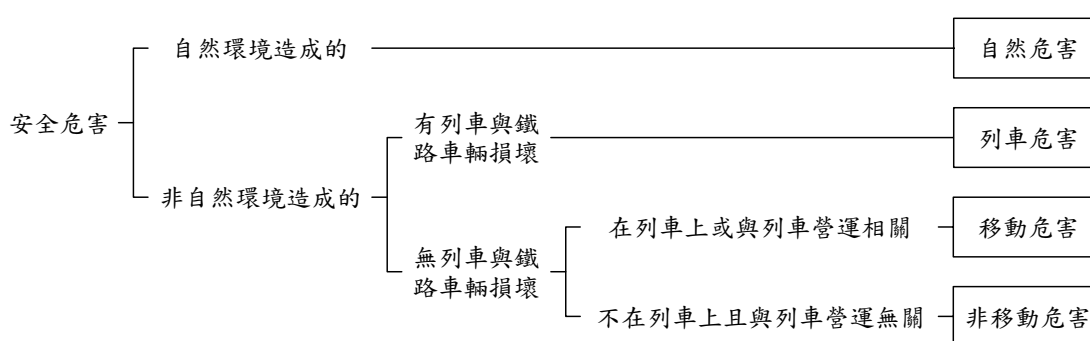 自然環境造成的
自然危害
安全危害
有列車與鐵
路車輛損壞
列車危害
非自然環境造成的
在列車上或與列車營運相關
移動危害
無列車與鐵
路車輛損壞
不在列車上且與列車營運無關
非移動危害